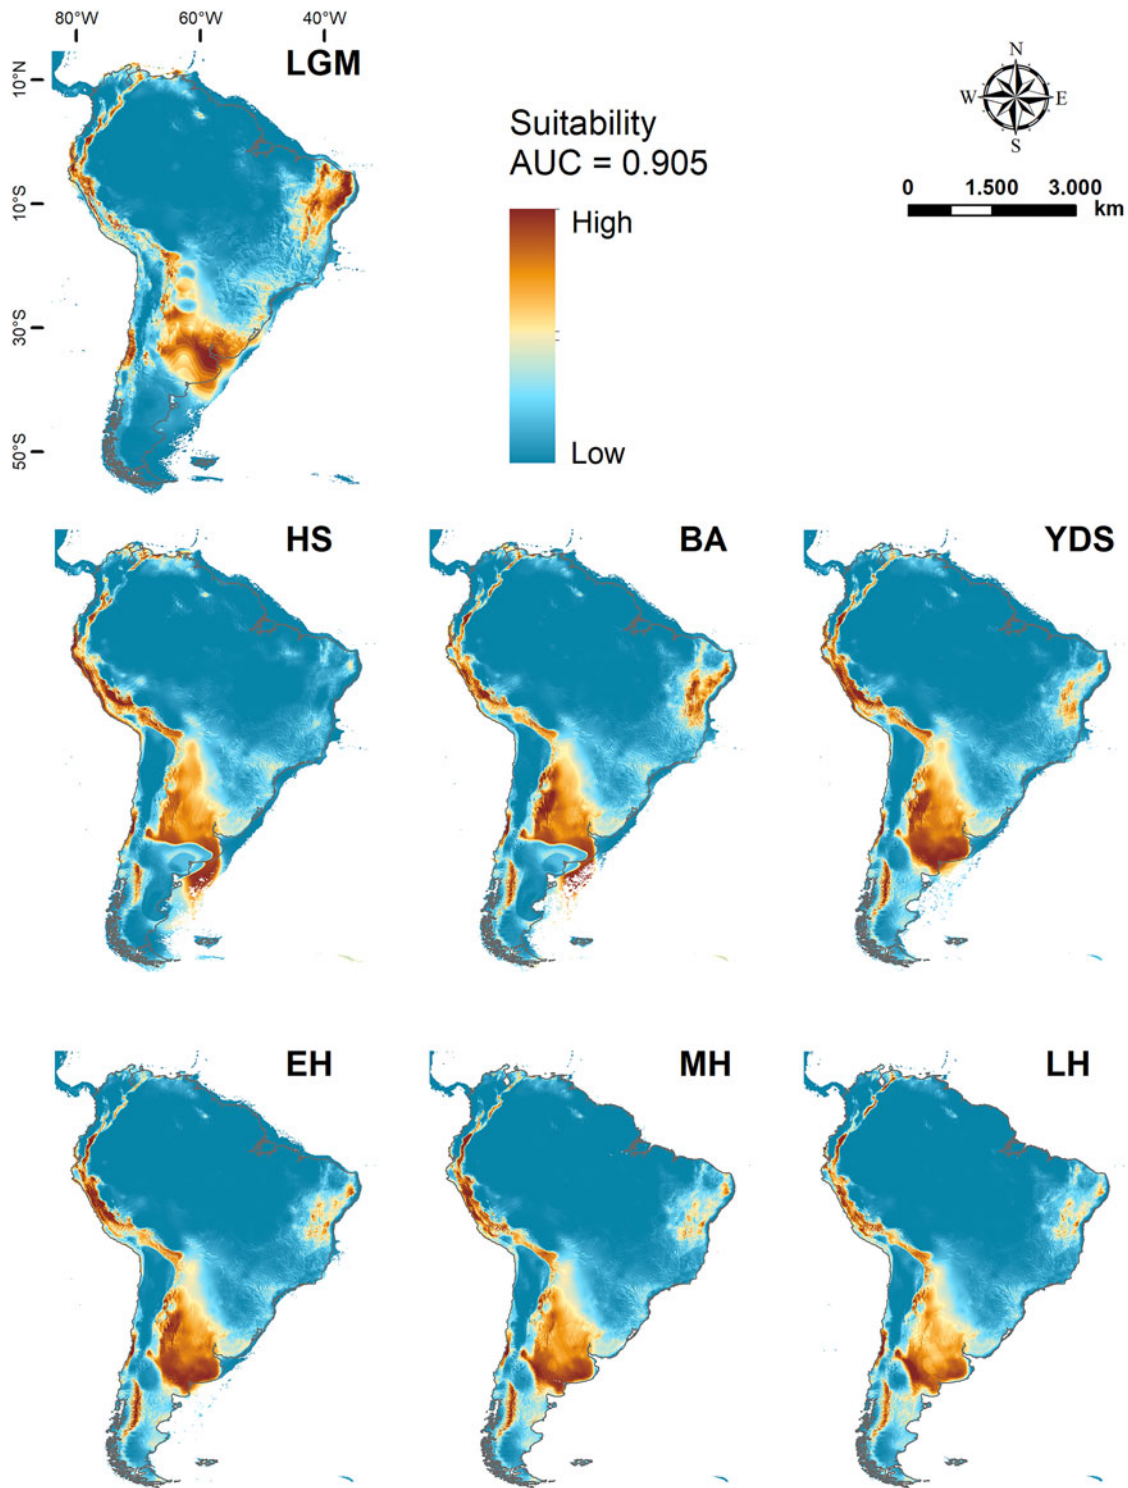 80°W 60°W 40°W
LGM
10°N
10°S
30°S
50°S
Suitability
AUC = 0.905
High
Low
N
W E
S
0 1.500 3.000
km
HS BA YDS
EH MH LH